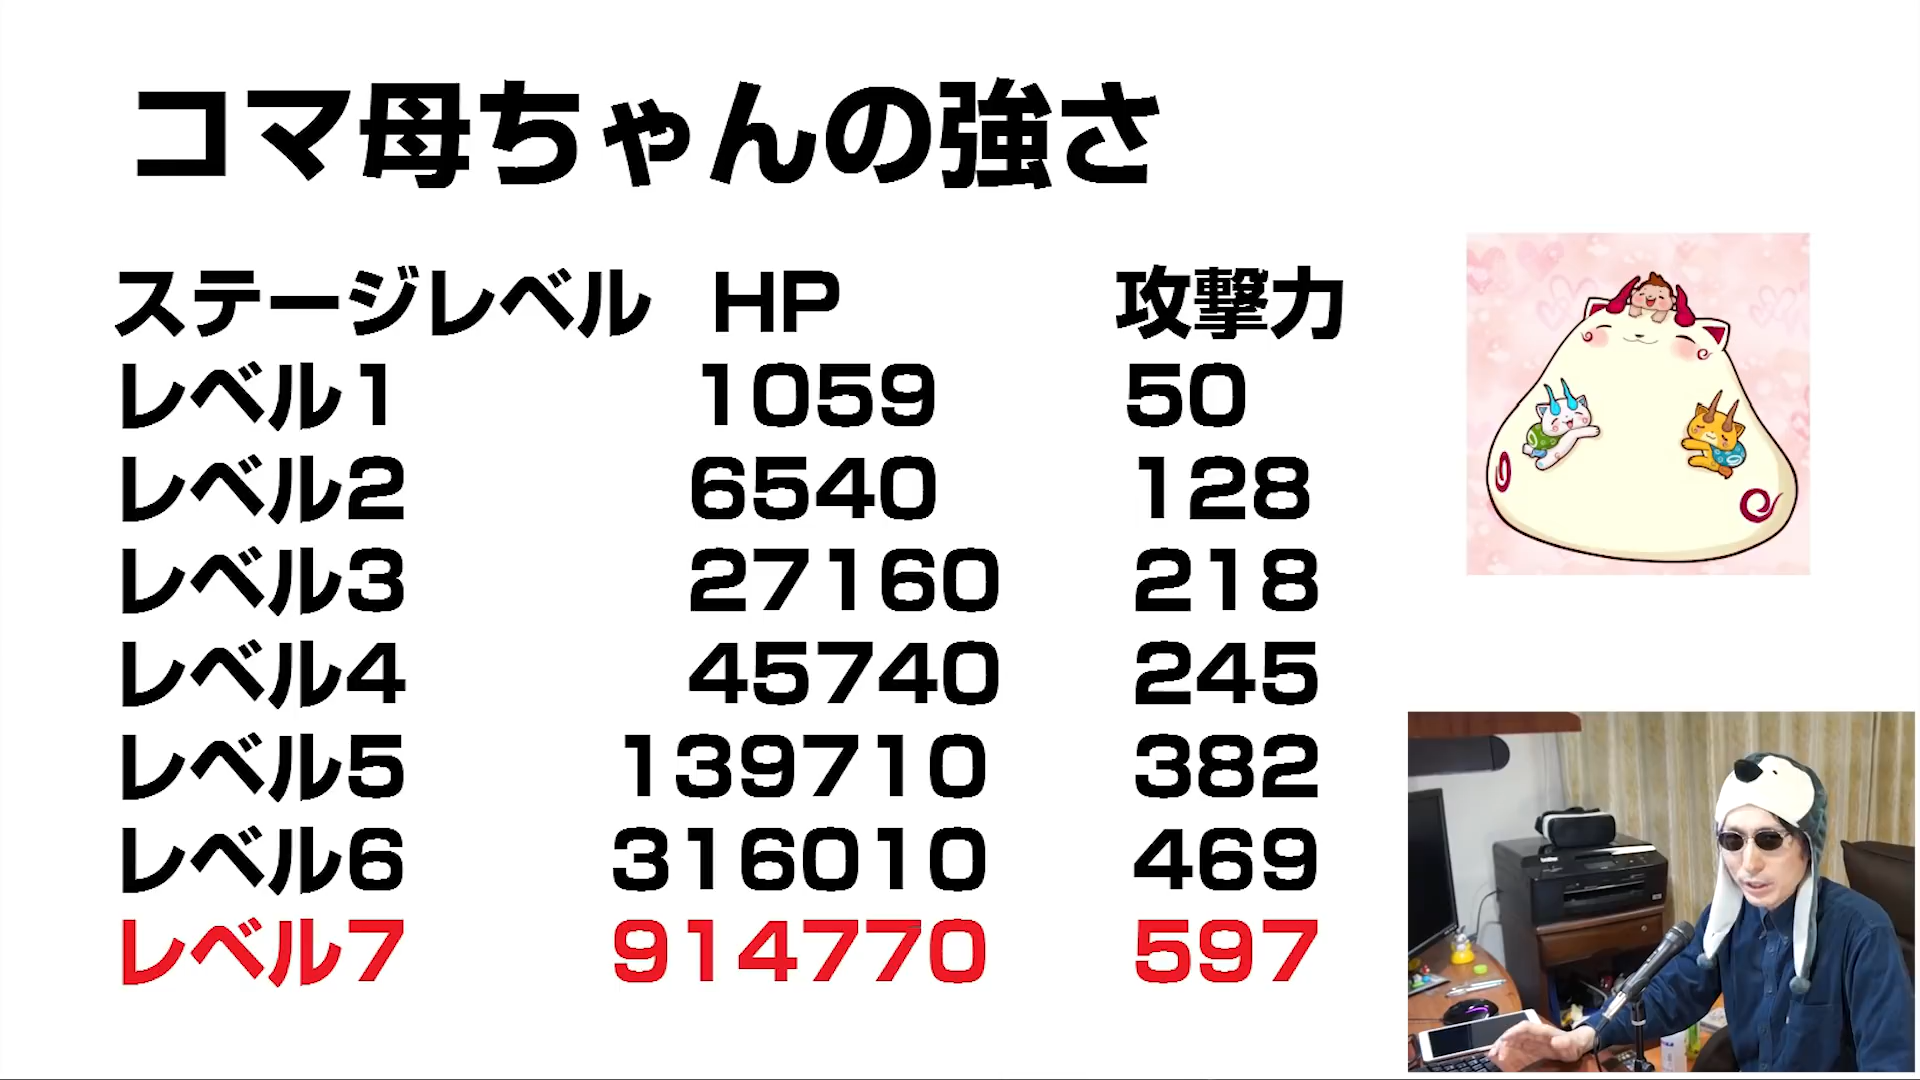 コマ母ちゃんの強さ
ステージレベル HP 攻撃力
レベル1 1059 50
レベル2 6540 128
レベル3 27160 218
レベル4 45740 245
レベル5 139710 382
レベル6 316010 469
レベル7 914770 597